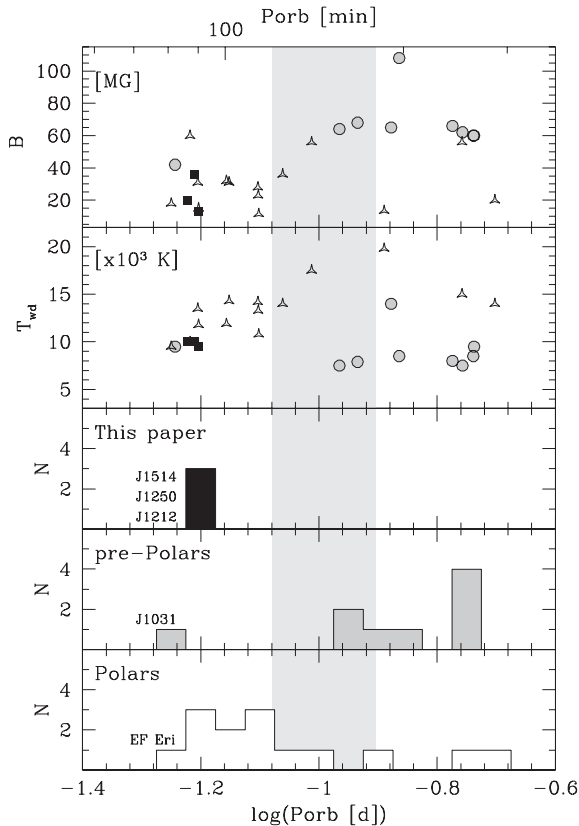 Porb [min]
100
[MG]
B
100
80
60
40
20
[x10³ K]
T_wd
20
15
10
5
This paper
N
4
2
J1514
J1250
J1212
pre-Polars
N
4
2
J1031
Polars
N
4
2
EF Eri
-1.4
-1.2
-1
-0.8
-0.6
log(Porb [d])